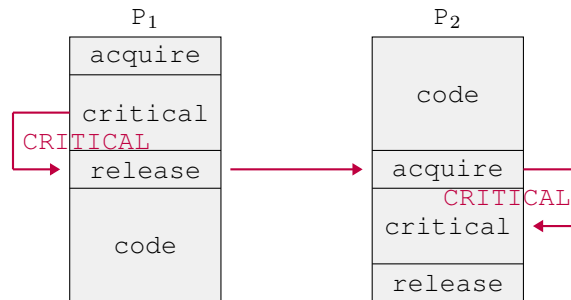 P1
acquire
critical
CRITICAL
release
code
P2
code
acquire
CRITICAL
critical
release